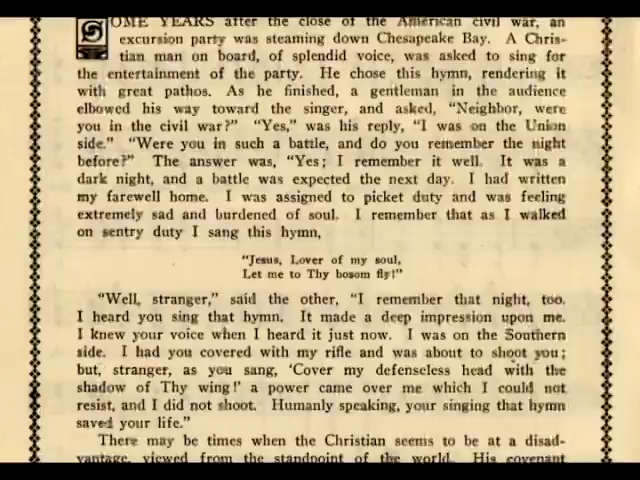 SOME YEARS after the close of the American civil war, an
excursion party was steaming down Chesapeake Bay. A Chris-
tian man on board, of splendid voice, was asked to sing for
the entertainment of the party. He chose this hymn, rendering it
with great pathos. As he finished, a gentleman in the audience
elbowed his way toward the singer, and asked, “Neighbor, were
you in the civil war?” “Yes,” was his reply, “I was on the Union
side.” “Were you in such a battle, and do you remember the night
before?” The answer was, “Yes; I remember it well. It was a
dark night, and a battle was expected the next day. I had written
my farewell home. I was assigned to picket duty and was feeling
extremely sad and burdened of soul. I remember that as I walked
on sentry duty I sang this hymn,
“Jesus, Lover of my soul,
Let me to Thy bosom fly!”
“Well, stranger,” said the other, “I remember that night, too.
I heard you sing that hymn. It made a deep impression upon me.
I knew your voice when I heard it just now. I was on the Southern
side. I had you covered with my rifle and was about to shoot you;
but, stranger, as you sang, ‘Cover my defenseless head with the
shadow of Thy wing!’ a power came over me which I could not
resist, and I did not shoot. Humanly speaking, your singing that hymn
saved your life.”
There may be times when the Christian seems to be at a disad-
vantage, viewed from the standpoint of the world. His covenant